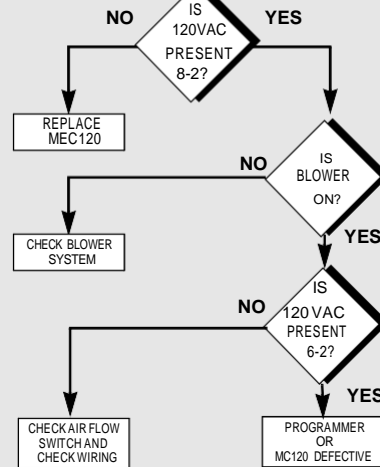 NO
IS
120VAC
PRESENT
8-2?
YES
REPLACE
MEC120
NO
IS
BLOWER
ON?
YES
CHECK BLOWER
SYSTEM
NO
IS
120 VAC
PRESENT
6-2?
YES
CHECK AIR FLOW
SWITCH AND
CHECK WIRING
PROGRAMMER
OR
MC120 DEFECTIVE